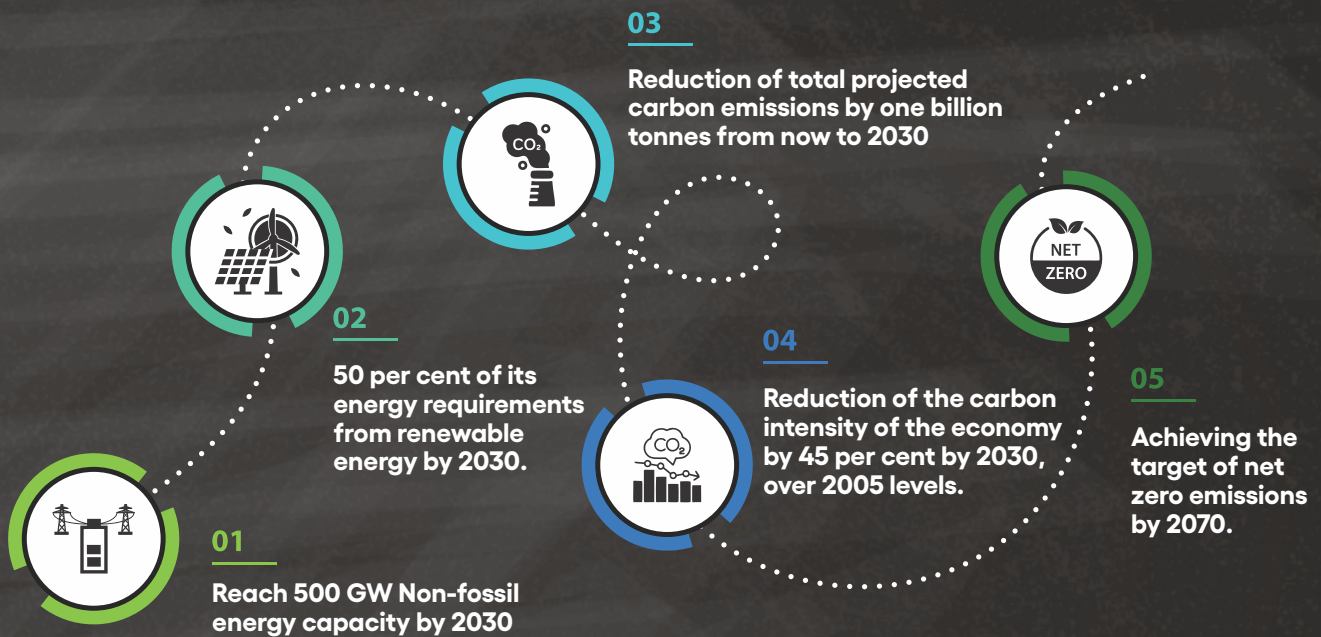 03
Reduction of total projected
carbon emissions by one billion
tonnes from now to 2030
CO₂
02
50 per cent of its
energy requirements
from renewable
energy by 2030.
NET
ZERO
04
Reduction of the carbon
intensity of the economy
by 45 per cent by 2030,
over 2005 levels.
CO₂
05
Achieving the
target of net
zero emissions
by 2070.
01
Reach 500 GW Non-fossil
energy capacity by 2030